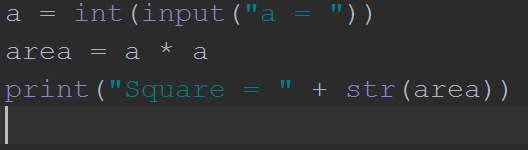 a = int(input("a = "))
area = a * a
print("Square = " + str(area))